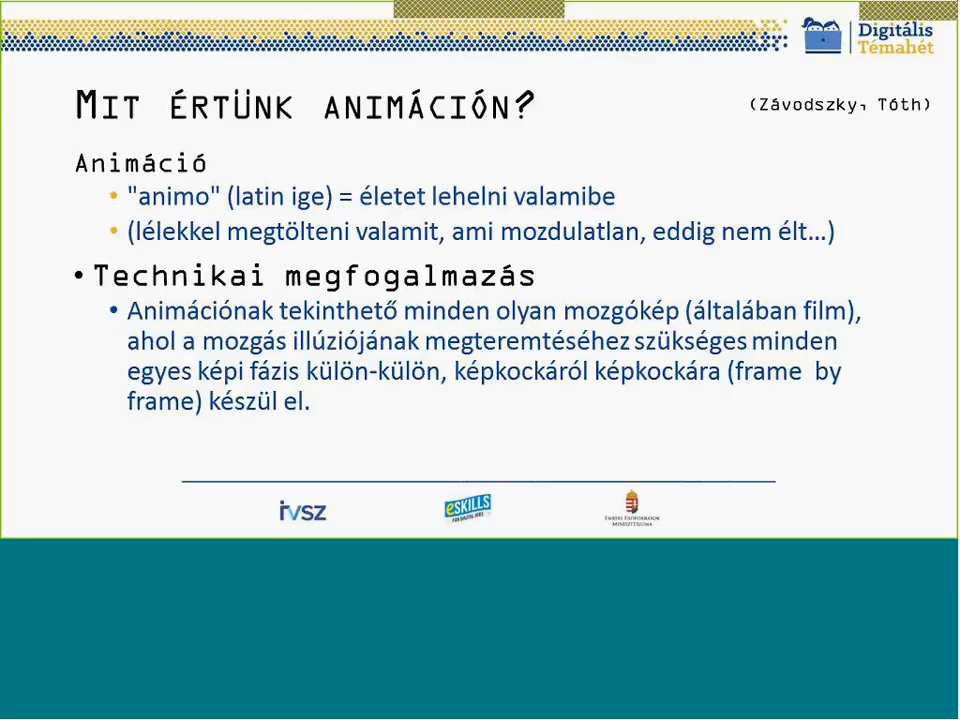 Digitális
Témahét
MIT ÉRTÜNK ANIMÁCIÓN?
(Závodszky, Tóth)
Animáció
• "animo" (latin ige) = életet lehelni valamibe
• (lélekkel megtölteni valamit, ami mozdulatlan, eddig nem élt…)
• Technikai megfogalmazás
• Animációnak tekinthető minden olyan mozgókép (általában film),
ahol a mozgás illúziójának megteremtéséhez szükséges minden
egyes képi fázis külön-külön, képkockáról képkockára (frame by
frame) készül el.
IVSZ
eSKILLS
FOR DIGITAL JOBS
EMBERI ERŐFORRÁSOK
MINISZTÉRIUMA